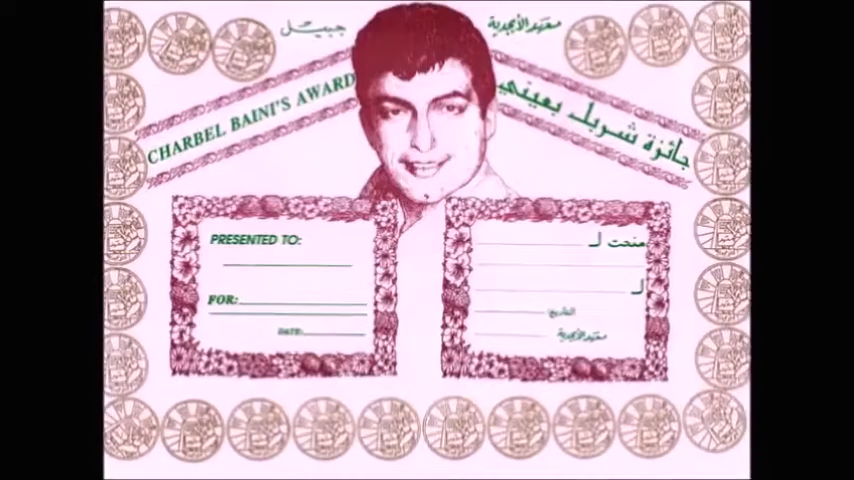 جبيل
معهد الأبجدية
CHARBEL BAINI'S AWARD
جائزة شربل بعيني
PRESENTED TO:
FOR:
DATE:
منحت لـ
لـ
التاريخ
معهد الأبجدية